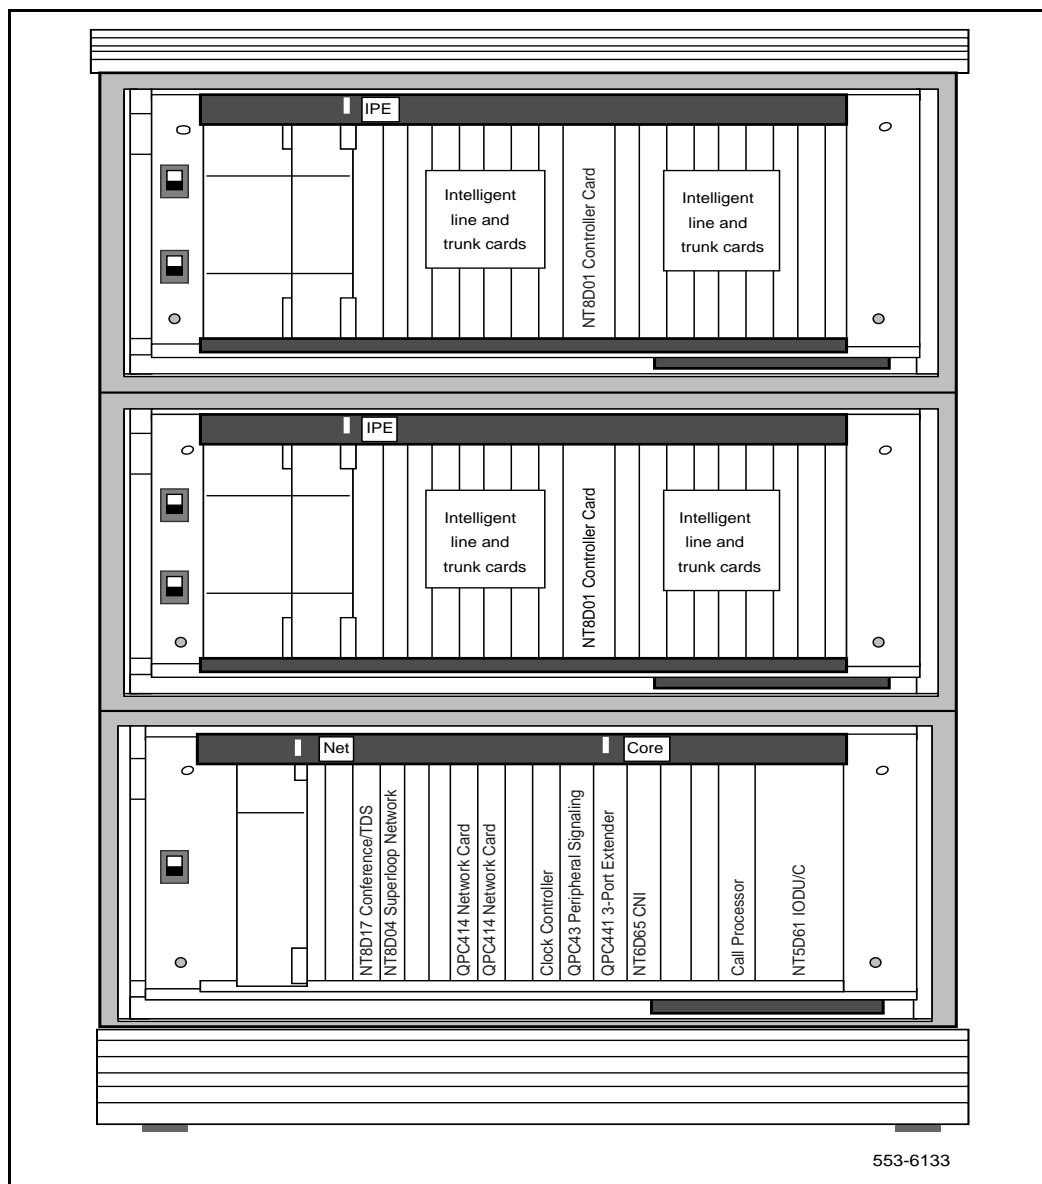 IPE
Intelligent
line and
trunk cards
NT8D01 Controller Card
Intelligent
line and
trunk cards
IPE
Intelligent
line and
trunk cards
NT8D01 Controller Card
Intelligent
line and
trunk cards
Net
Core
NT8D17 Conference/TDS
NT8D04 Superloop Network
QPC414 Network Card
QPC414 Network Card
Clock Controller
QPC43 Peripheral Signaling
QPC441 3-Port Extender
NT6D65 CNI
Call Processor
NT5D61 IODU/C
553-6133